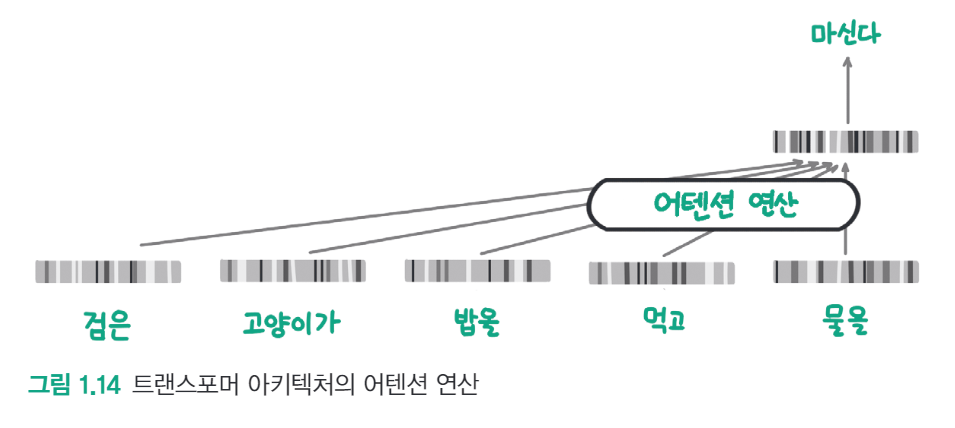 마신다
어텐션 연산
검은 고양이가 밥을 먹고 물을
그림 1.14 트랜스포머 아키텍처의 어텐션 연산